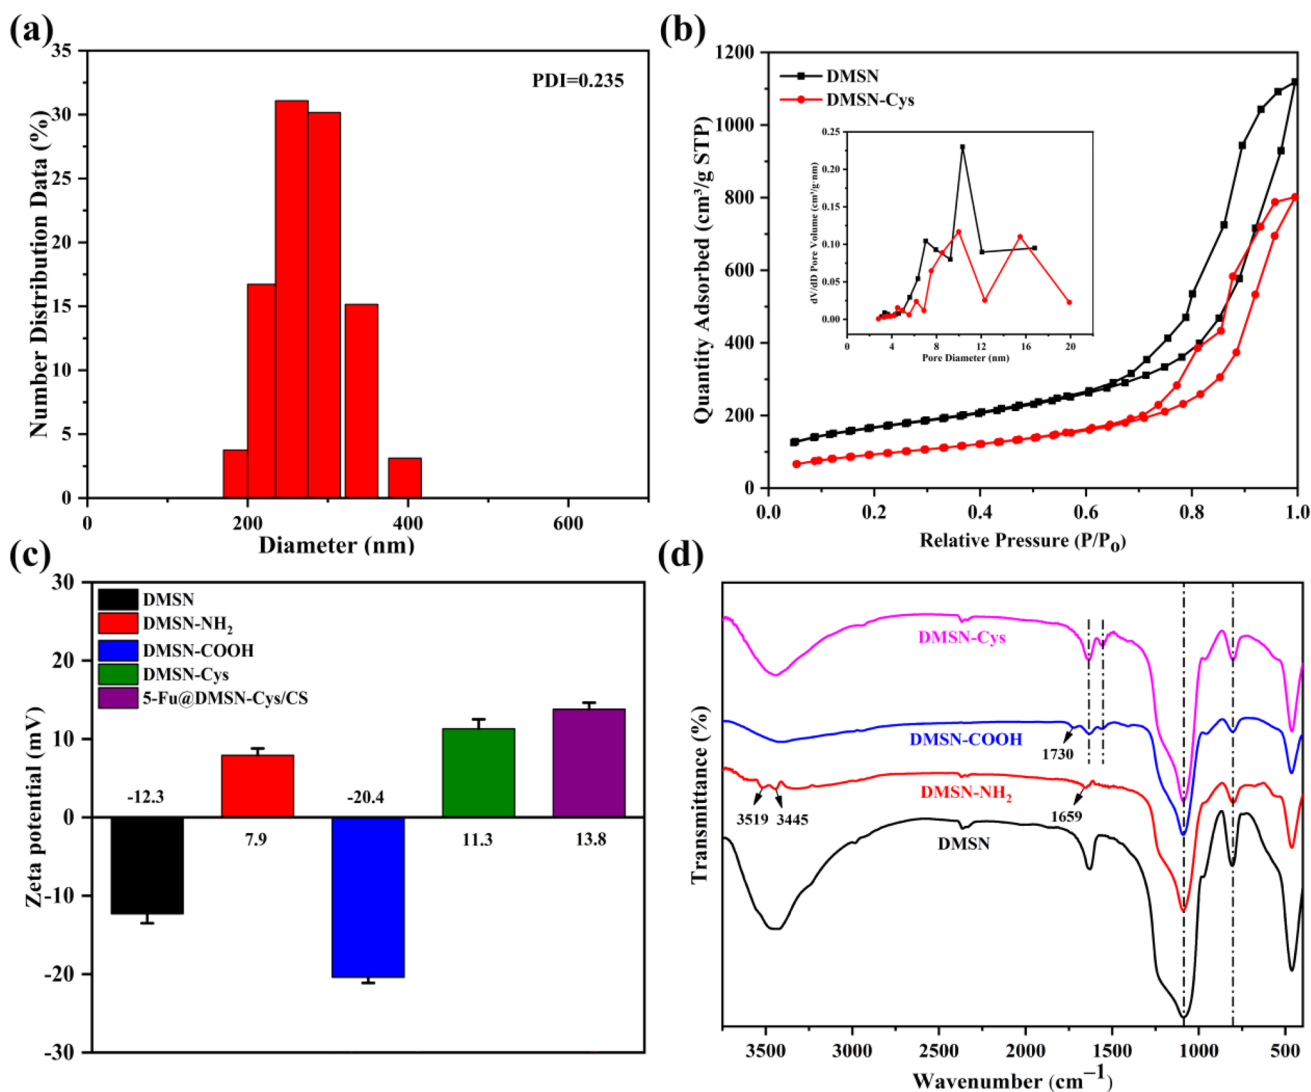 (a)
35
30
25
20
15
10
5
0
Number Distribution Data (%)
PDI=0.235
0
200
400
600
Diameter (nm)
(b)
1200
1000
800
600
400
200
0
Quantity Adsorbed (cm³/g STP)
DMSN
DMSN-Cys
0.25
0.20
0.15
0.10
0.05
0.00
dV/dD Pore Volume (cm³/g·nm)
0
4
8
12
16
20
Pore Diameter (nm)
0.0
0.2
0.4
0.6
0.8
1.0
Relative Pressure (P/P₀)
(c)
30
20
10
0
-10
-20
-30
Zeta potential (mV)
DMSN
DMSN-NH₂
DMSN-COOH
DMSN-Cys
5-Fu@DMSN-Cys/CS
-12.3
7.9
-20.4
11.3
13.8
(d)
Transmittance (%)
DMSN-Cys
DMSN-COOH
1730
DMSN-NH₂
3519
3445
1659
DMSN
3500
3000
2500
2000
1500
1000
500
Wavenumber (cm⁻¹)